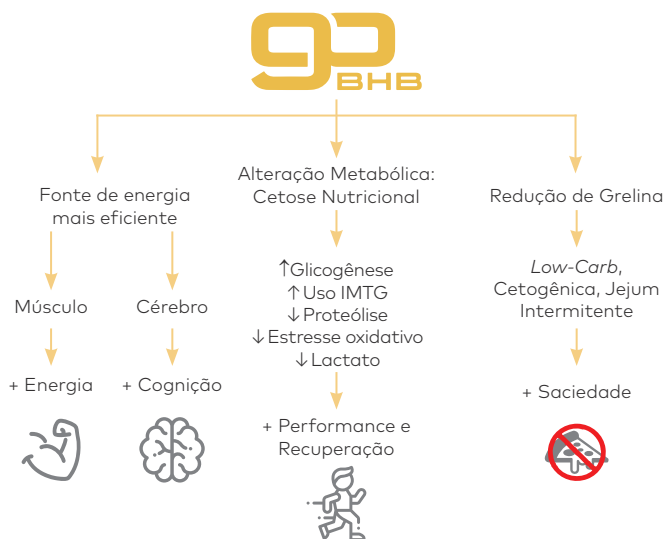 go
BHB
Fonte de energia
mais eficiente
Músculo
+ Energia
Cérebro
+ Cognição
Alteração Metabólica:
Cetose Nutricional
↑Glicogênese
↑ Uso IMTG
↓ Proteólise
↓ Estresse oxidativo
↓ Lactato
+ Performance e
Recuperação
Redução de Grelina
Low-Carb,
Cetogênica, Jejum
Intermitente
+ Saciedade